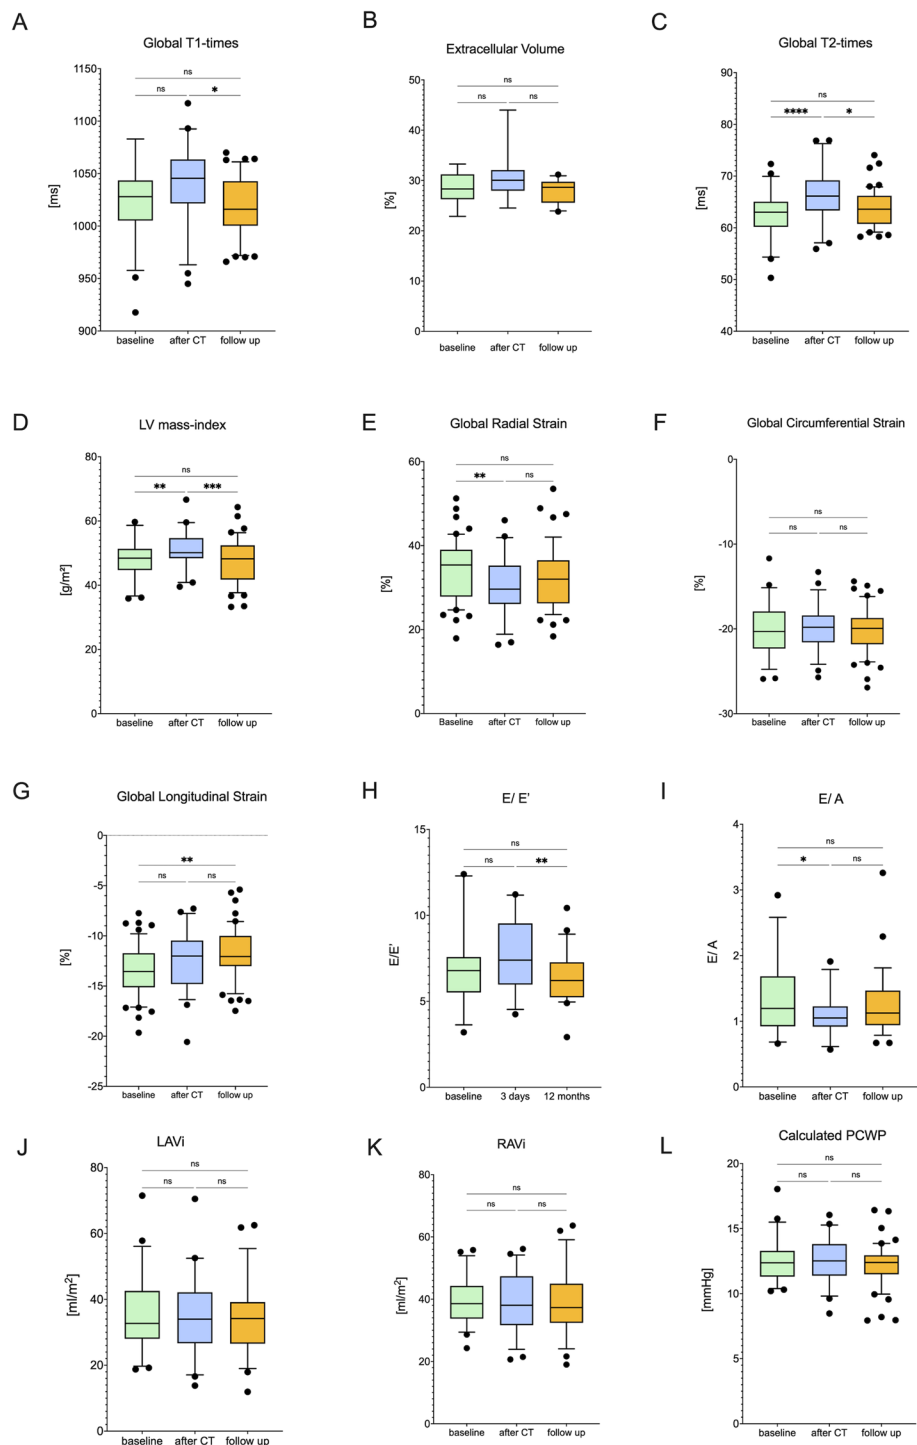 A
Global T1-times
[ms]
1150
1100
1050
1000
950
900
ns
ns
*
baseline
after CT
follow up
B
Extracellular Volume
[%]
50
40
30
20
10
0
ns
ns
ns
baseline
after CT
follow up
C
Global T2-times
[ms]
90
80
70
60
50
40
ns
****
*
baseline
after CT
follow up
D
LV mass-index
[g/m²]
80
60
40
20
0
ns
**
***
baseline
after CT
follow up
E
Global Radial Strain
[%]
60
40
20
0
ns
**
ns
Baseline
after CT
follow up
F
Global Circumferential Strain
[%]
0
-10
-20
-30
ns
ns
ns
baseline
after CT
follow up
G
Global Longitudinal Strain
[%]
0
-5
-10
-15
-20
-25
**
ns
ns
baseline
after CT
follow up
H
E/ E'
E/E'
15
10
5
0
ns
ns
**
baseline
3 days
12 months
I
E/ A
E/ A
4
3
2
1
0
ns
*
ns
baseline
after CT
follow up
J
LAVi
[ml/m²]
80
60
40
20
0
ns
ns
ns
baseline
after CT
follow up
K
RAVi
[ml/m²]
80
60
40
20
0
ns
ns
ns
baseline
after CT
follow up
L
Calculated PCWP
[mmHg]
20
15
10
5
0
ns
ns
ns
baseline
after CT
follow up